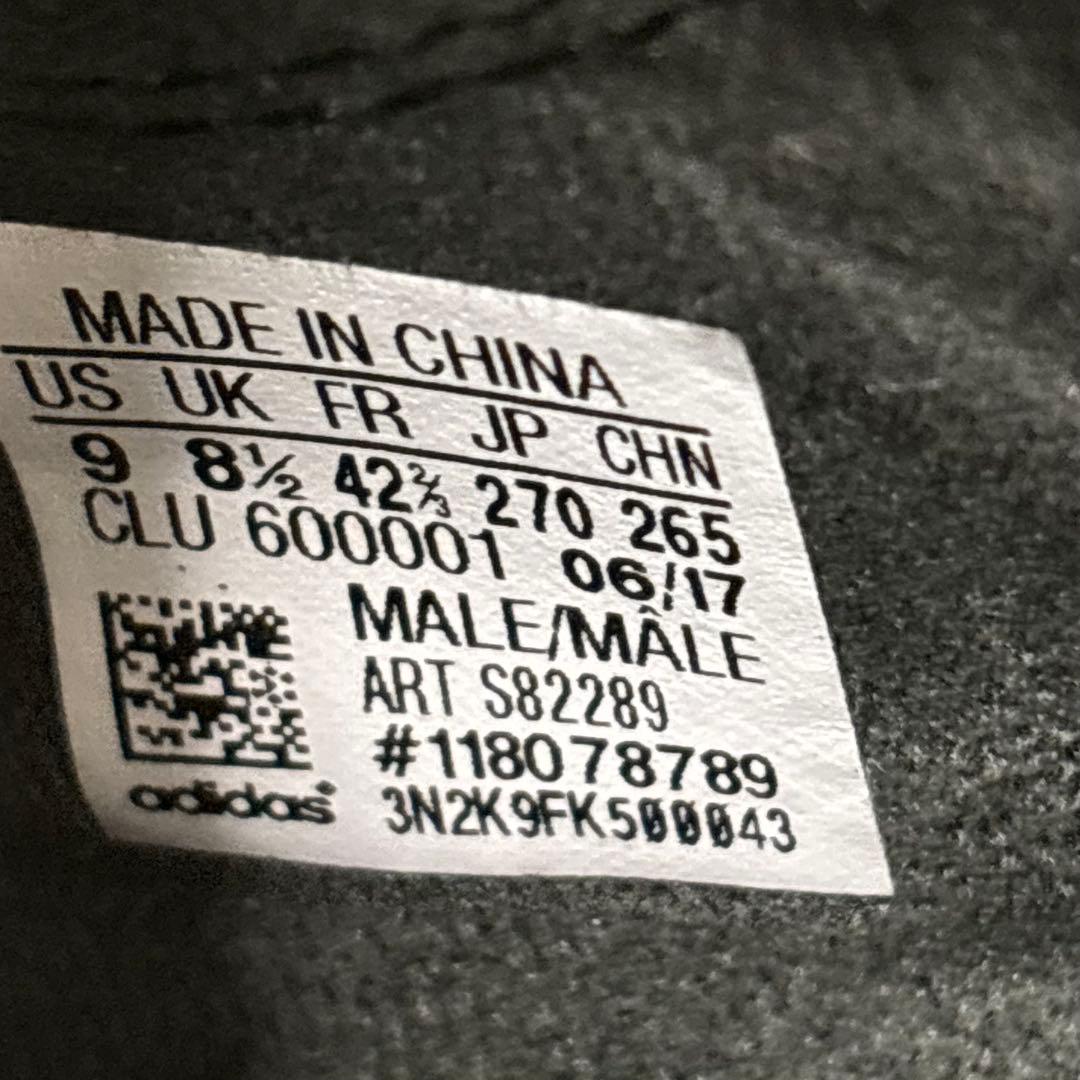 MADE IN CHINA
US UK FR JP CHN
9 8½ 42⅔ 270 265
CLU 600001 06/17
MALE/MÂLE
ART S82289
#118078789
adidas 3N2K9FK500043